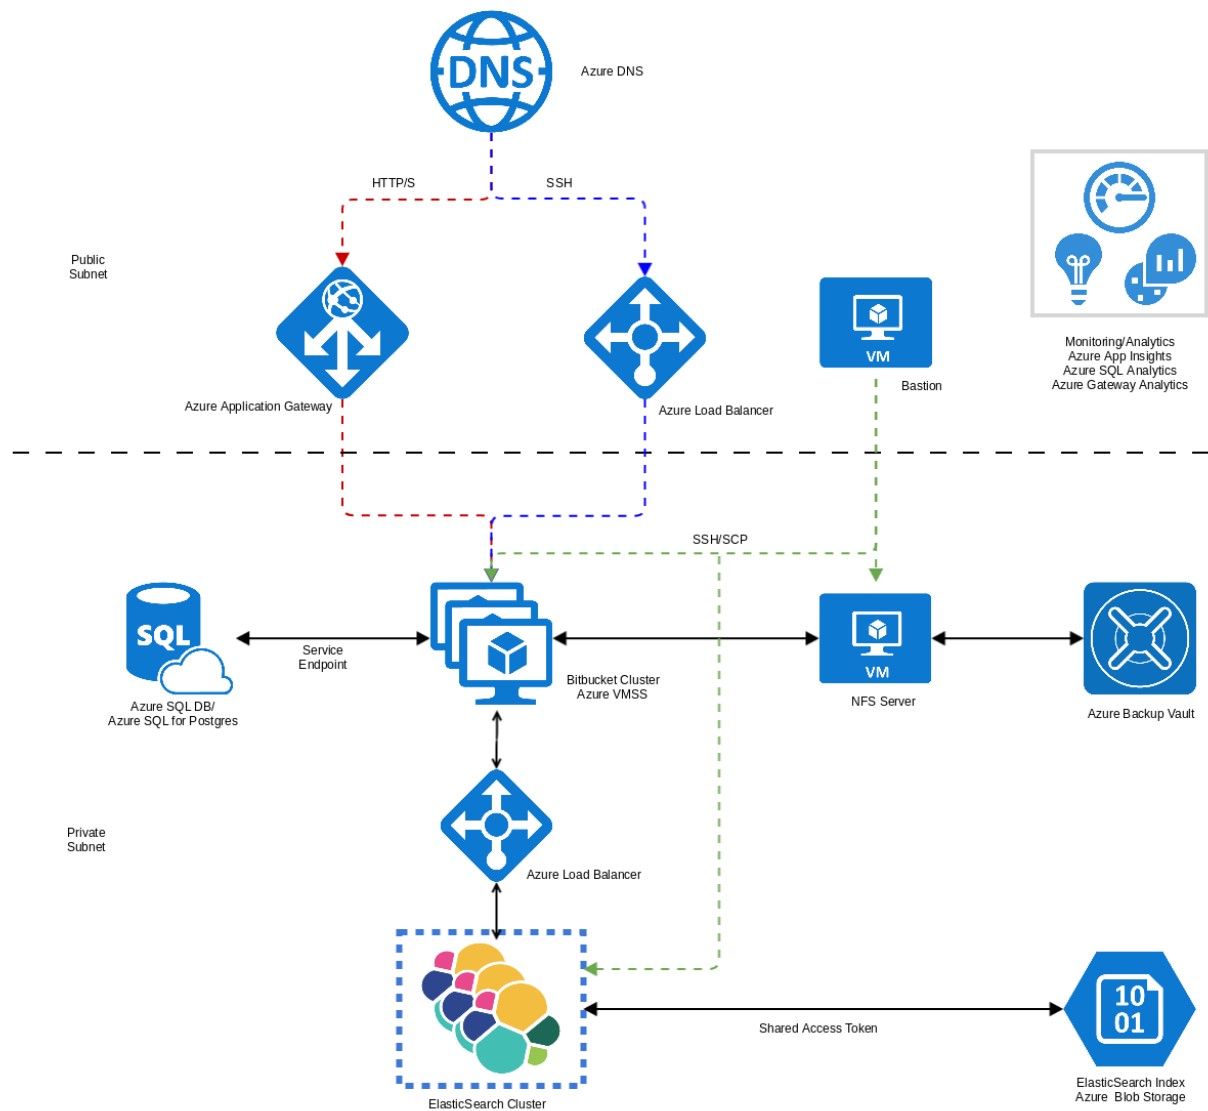 DNS
Azure DNS
HTTP/S
SSH
Public
Subnet
VM
Monitoring/Analytics
Azure App Insights
Azure SQL Analytics
Azure Gateway Analytics
Bastion
Azure Application Gateway
Azure Load Balancer
SSH/SCP
SQL
Service
Endpoint
VM
Bitbucket Cluster
Azure VMSS
NFS Server
Azure SQL DB/
Azure SQL for Postgres
Azure Backup Vault
Private
Subnet
Azure Load Balancer
10
01
Shared Access Token
ElasticSearch Index
Azure Blob Storage
ElasticSearch Cluster